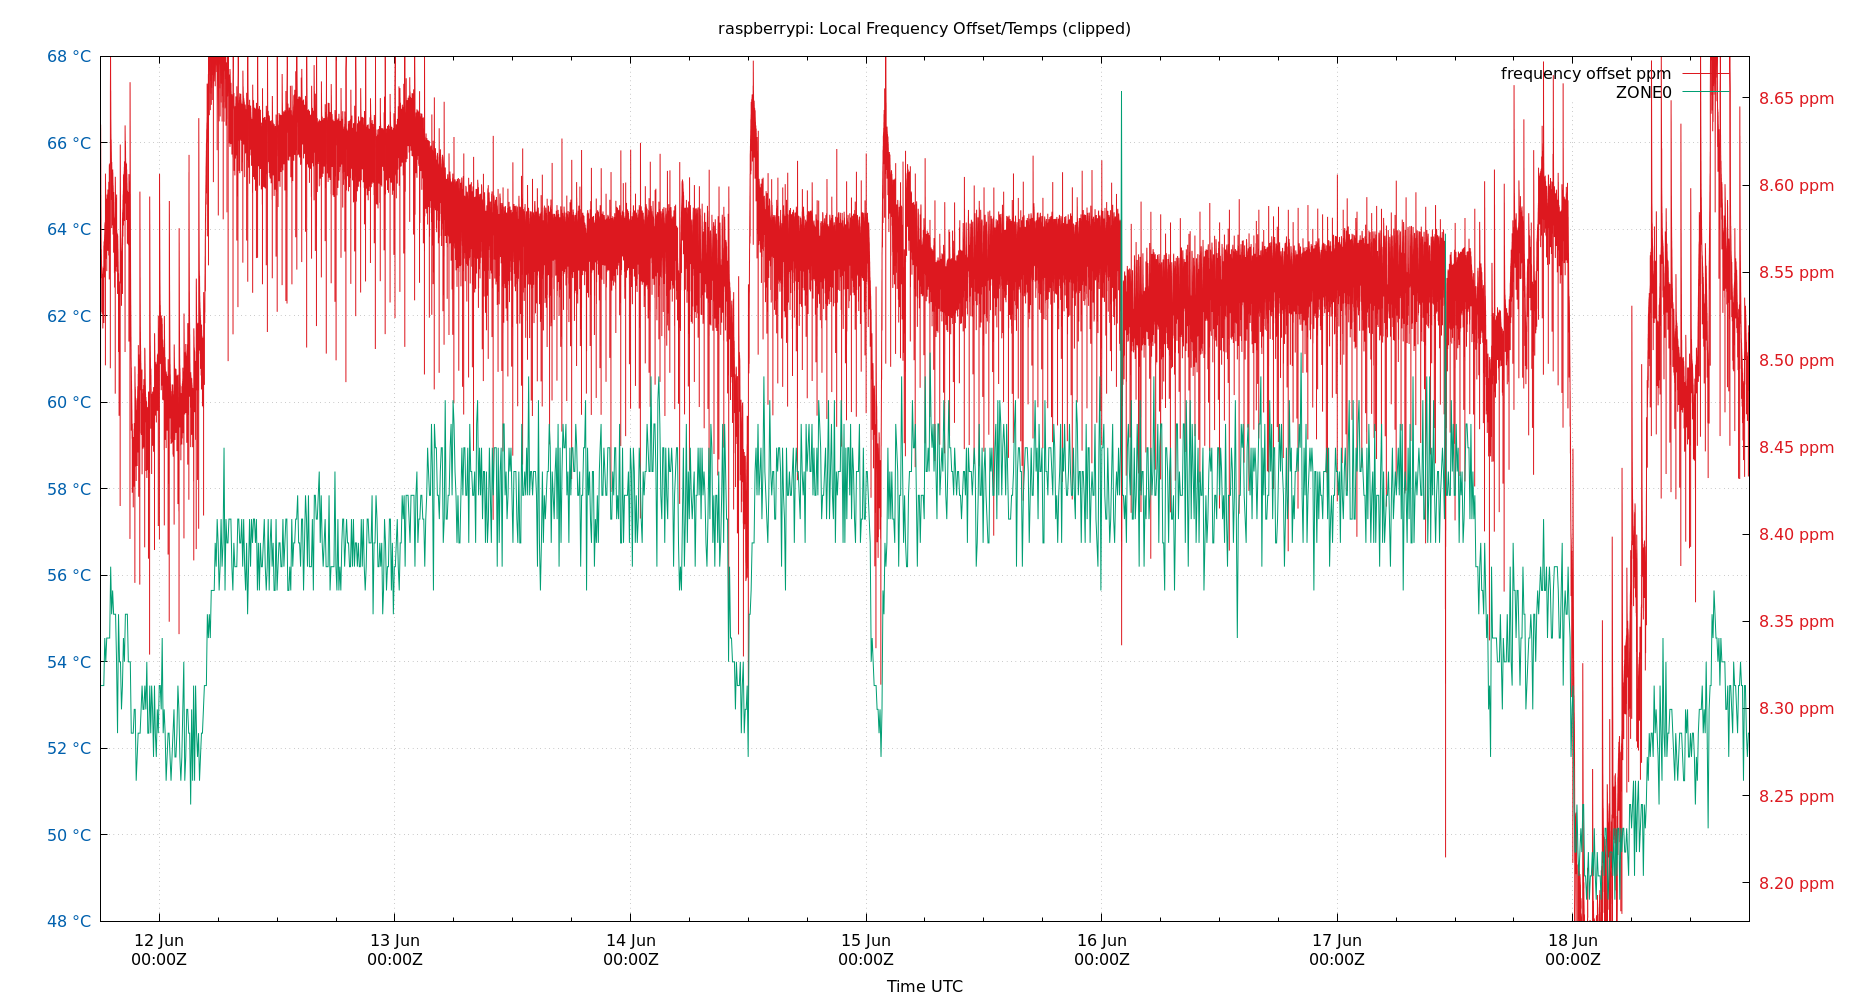 raspberrypi: Local Frequency Offset/Temps (clipped)
68 °C
66 °C
64 °C
62 °C
60 °C
58 °C
56 °C
54 °C
52 °C
50 °C
48 °C
frequency offset ppm
ZONE0
8.65 ppm
8.60 ppm
8.55 ppm
8.50 ppm
8.45 ppm
8.40 ppm
8.35 ppm
8.30 ppm
8.25 ppm
8.20 ppm
12 Jun
00:00Z
13 Jun
00:00Z
14 Jun
00:00Z
15 Jun
00:00Z
16 Jun
00:00Z
17 Jun
00:00Z
18 Jun
00:00Z
Time UTC